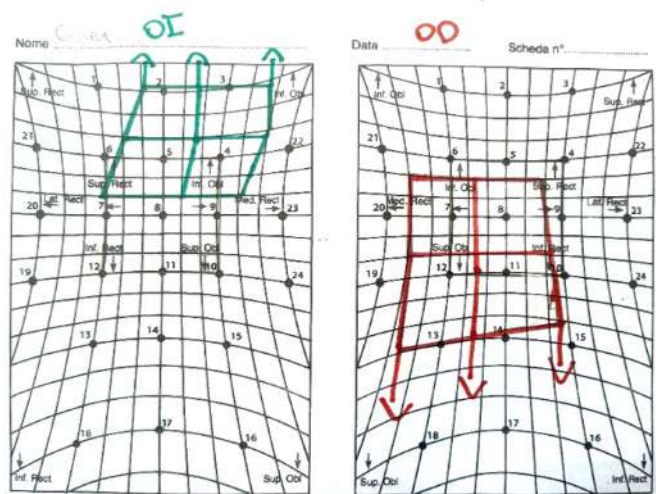 OI OD
Nome Data Scheda n°
1 2 3 1 2 3
Sup. Rect Inf. Obl Inf. Obl Sup. Rect
21 22 21 22
6 5 4 6 5 4
Sup. Rect Inf. Obl Inf. Obl Sup. Rect
Lat. Rect Med. Rect Med. Rect Lat. Rect
20 7 8 9 23 20 7 8 9 23
Inf. Rect Sup. Obl Sup. Obl Inf. Rect
19 12 11 10 24 19 12 11 10 24
13 14 15 13 14 15
18 17 16 18 17 16
Inf. Rect Sup. Obl Sup. Obl Inf. Rect